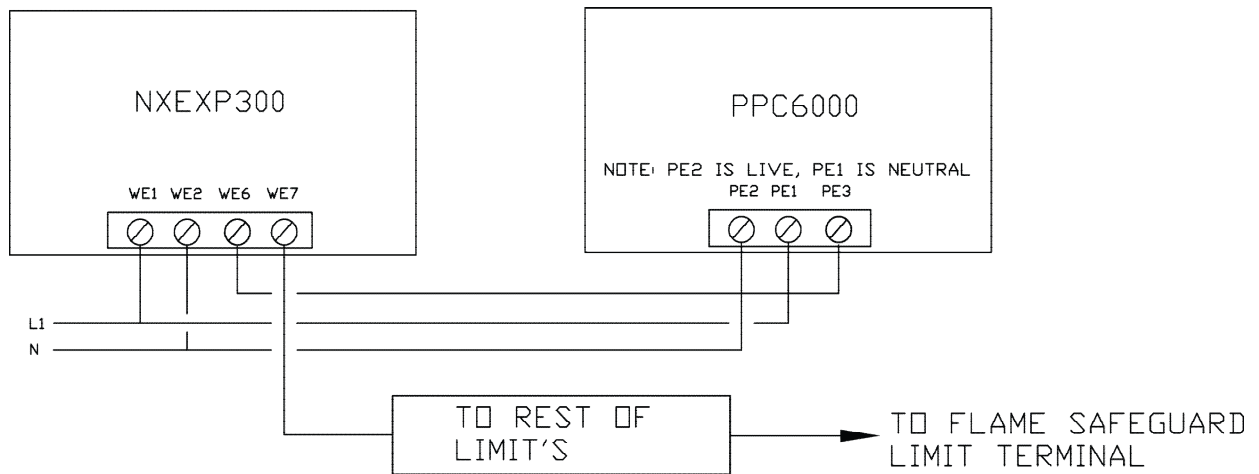 NXEXP300
WE1 WE2 WE6 WE7
PPC6000
NOTE: PE2 IS LIVE, PE1 IS NEUTRAL
PE2 PE1 PE3
L1
N
TO REST OF
LIMIT'S
TO FLAME SAFEGUARD
LIMIT TERMINAL